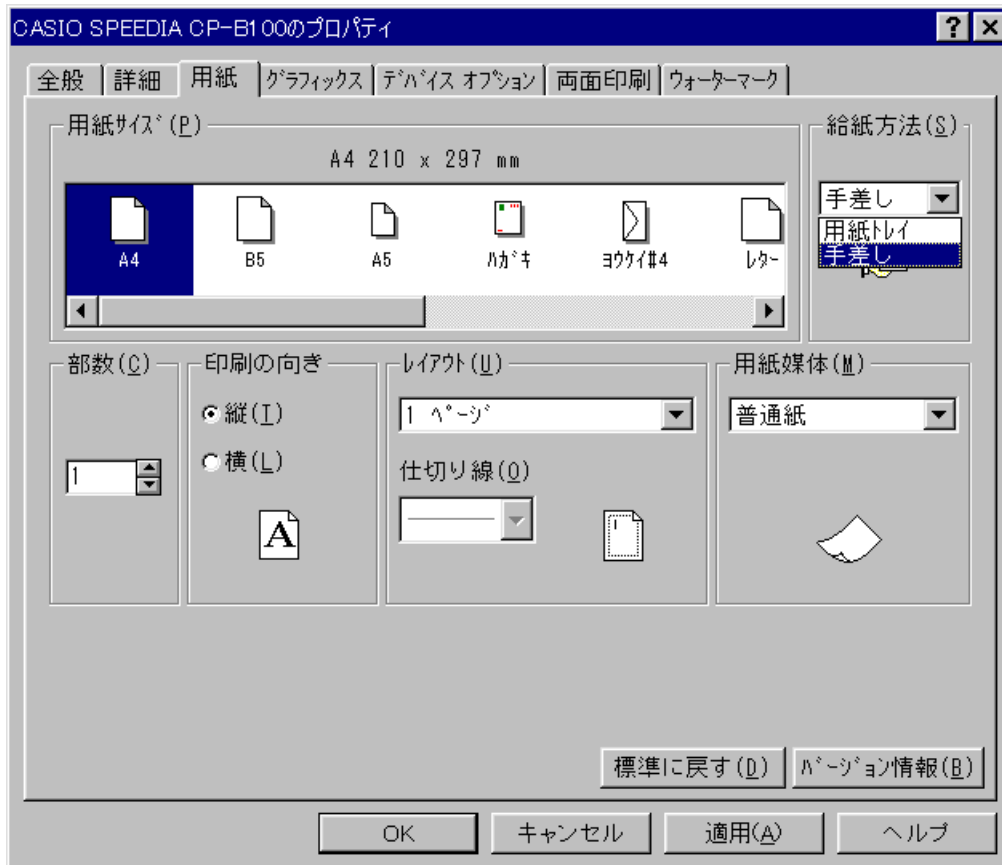 CASIO SPEEDIA CP-B100のプロパティ
全般 詳細 用紙 ｸﾞﾗﾌｨｯｸｽ ﾃﾞﾊﾞｲｽ ｵﾌﾟｼｮﾝ 両面印刷 ｳｫｰﾀｰﾏｰｸ
用紙ｻｲｽﾞ(P) 給紙方法(S)
A4 210 x 297 mm
手差し
用紙ﾄﾚｲ
手差し
A4 B5 A5 ﾊｶﾞｷ ﾖｳｹｲ#4 ﾚﾀｰ
部数(C) 印刷の向き ﾚｲｱｳﾄ(U) 用紙媒体(M)
縦(T) 1 ﾍﾟｰｼﾞ 普通紙
横(L) 仕切り線(O)
1
A
標準に戻す(D) ﾊﾞｰｼﾞｮﾝ情報(B)
OK キャンセル 適用(A) ヘルプ